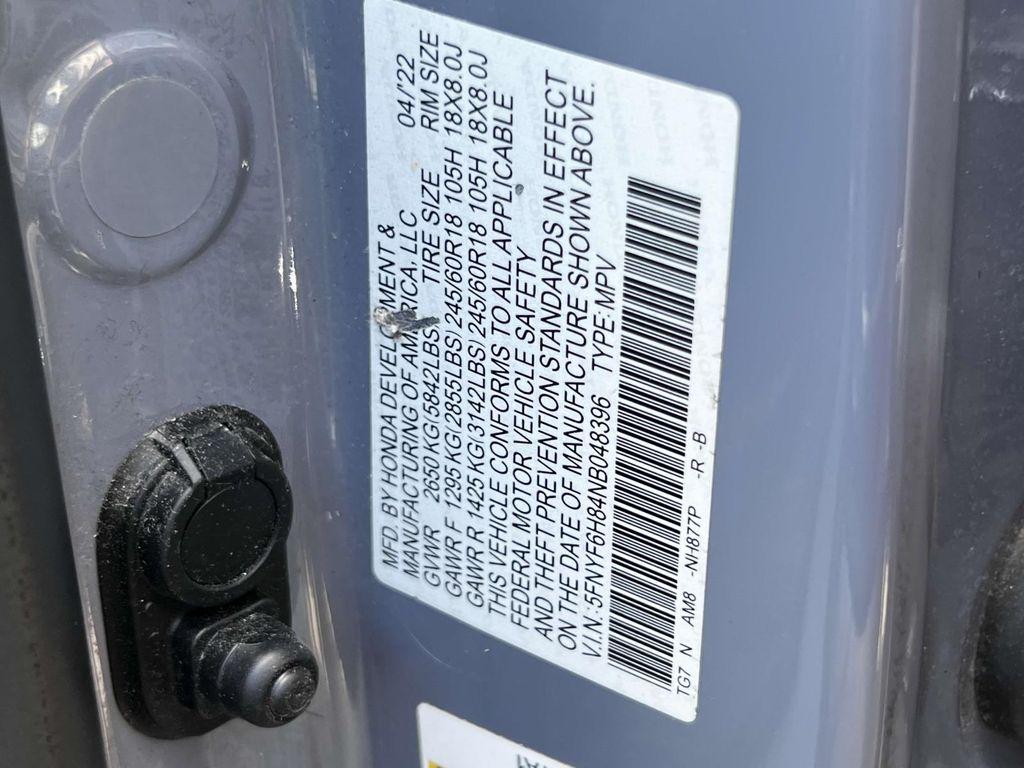 MFD. BY HONDA DEVEL MENT &
MANUFACTURING OF AMERICA, LLC 04/'22
GVWR 2650 KG(5842LBS) TIRE SIZE RIM SIZE
GAWR F 1295 KG(2855LBS) 245/60R18 105H 18X8.0J
GAWR R 1425 KG(3142LBS) 245/60R18 105H 18X8.0J
THIS VEHICLE CONFORMS TO ALL APPLICABLE
FEDERAL MOTOR VEHICLE SAFETY
AND THEFT PREVENTION STANDARDS IN EFFECT
ON THE DATE OF MANUFACTURE SHOWN ABOVE.
V.I.N.:5FNYF6H84NB048396 TYPE:MPV
TG7 N AM8 -NH877P -R -B